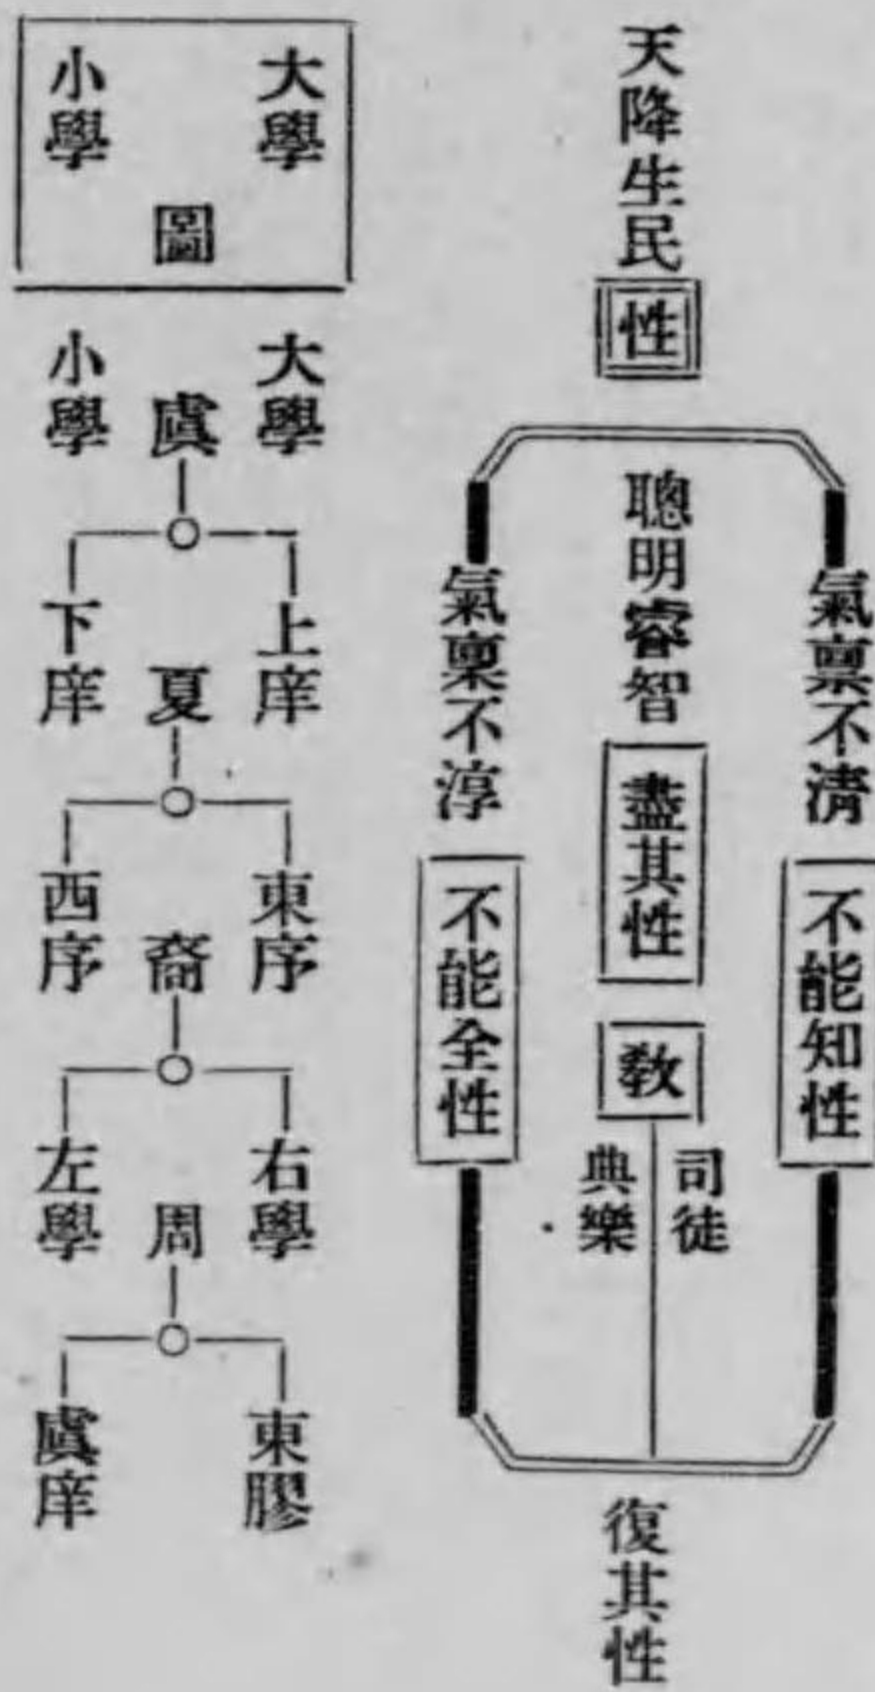 天降生民
性
氣稟不清
不能知性
聰明睿智
盡其性
敎
司徒
典樂
氣稟不淳
不能全性
復其性
大學
小學
圖
大學
虞
小學
上庠
下庠
夏
東序
西序
裔
右學
左學
周
東膠
虞庠